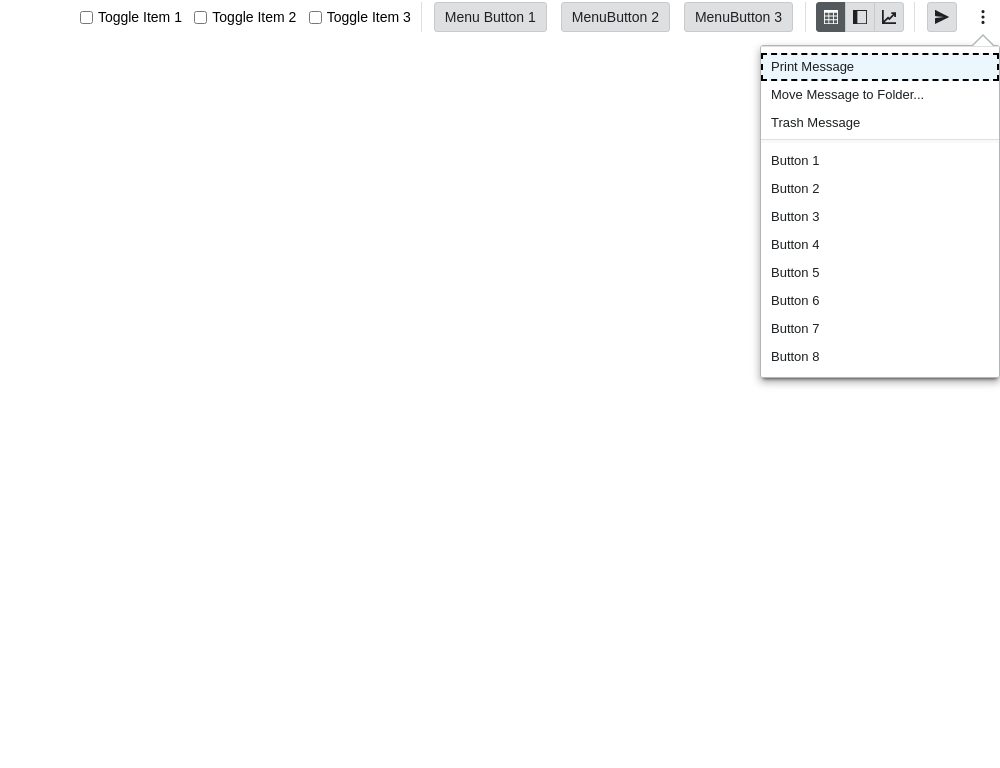 Toggle Item 1 Toggle Item 2 Toggle Item 3 Menu Button 1 MenuButton 2 MenuButton 3
Print Message
Move Message to Folder...
Trash Message
Button 1
Button 2
Button 3
Button 4
Button 5
Button 6
Button 7
Button 8